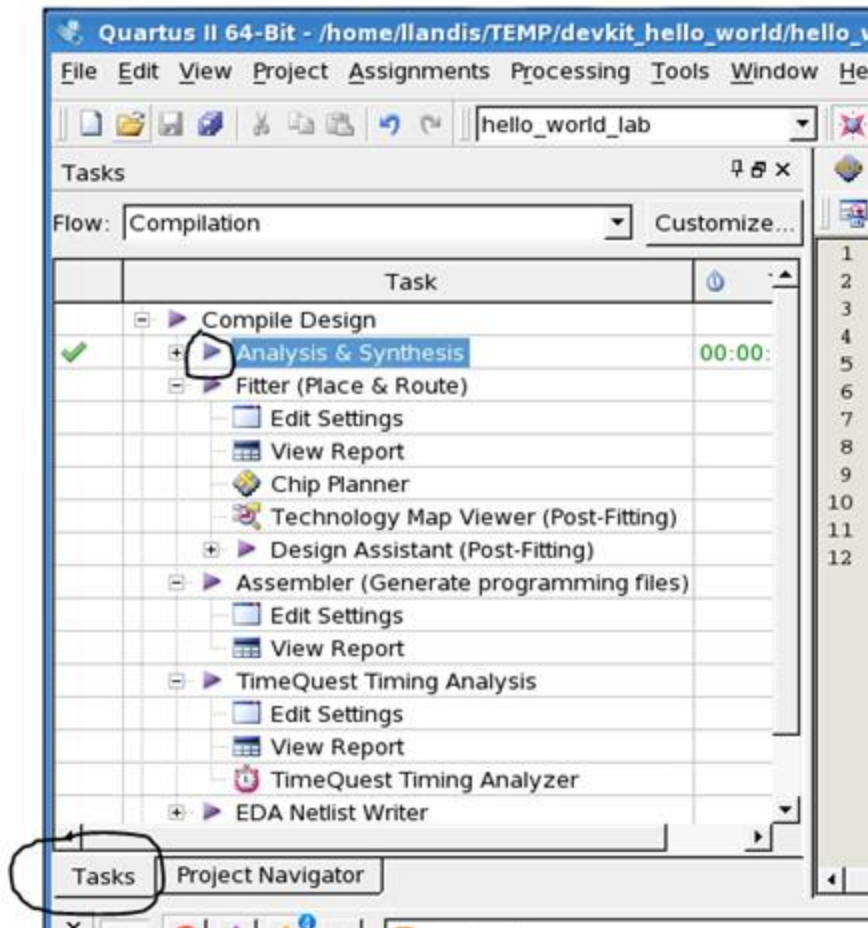 Quartus II 64-Bit - /home/llandis/TEMP/devkit_hello_world/hello_
File Edit View Project Assignments Processing Tools Window He
hello_world_lab
Tasks
Flow: Compilation Customize...
Task
Compile Design
Analysis & Synthesis 00:00:
Fitter (Place & Route)
Edit Settings
View Report
Chip Planner
Technology Map Viewer (Post-Fitting)
Design Assistant (Post-Fitting)
Assembler (Generate programming files)
Edit Settings
View Report
TimeQuest Timing Analysis
Edit Settings
View Report
TimeQuest Timing Analyzer
EDA Netlist Writer
Tasks Project Navigator
1
2
3
4
5
6
7
8
9
10
11
12